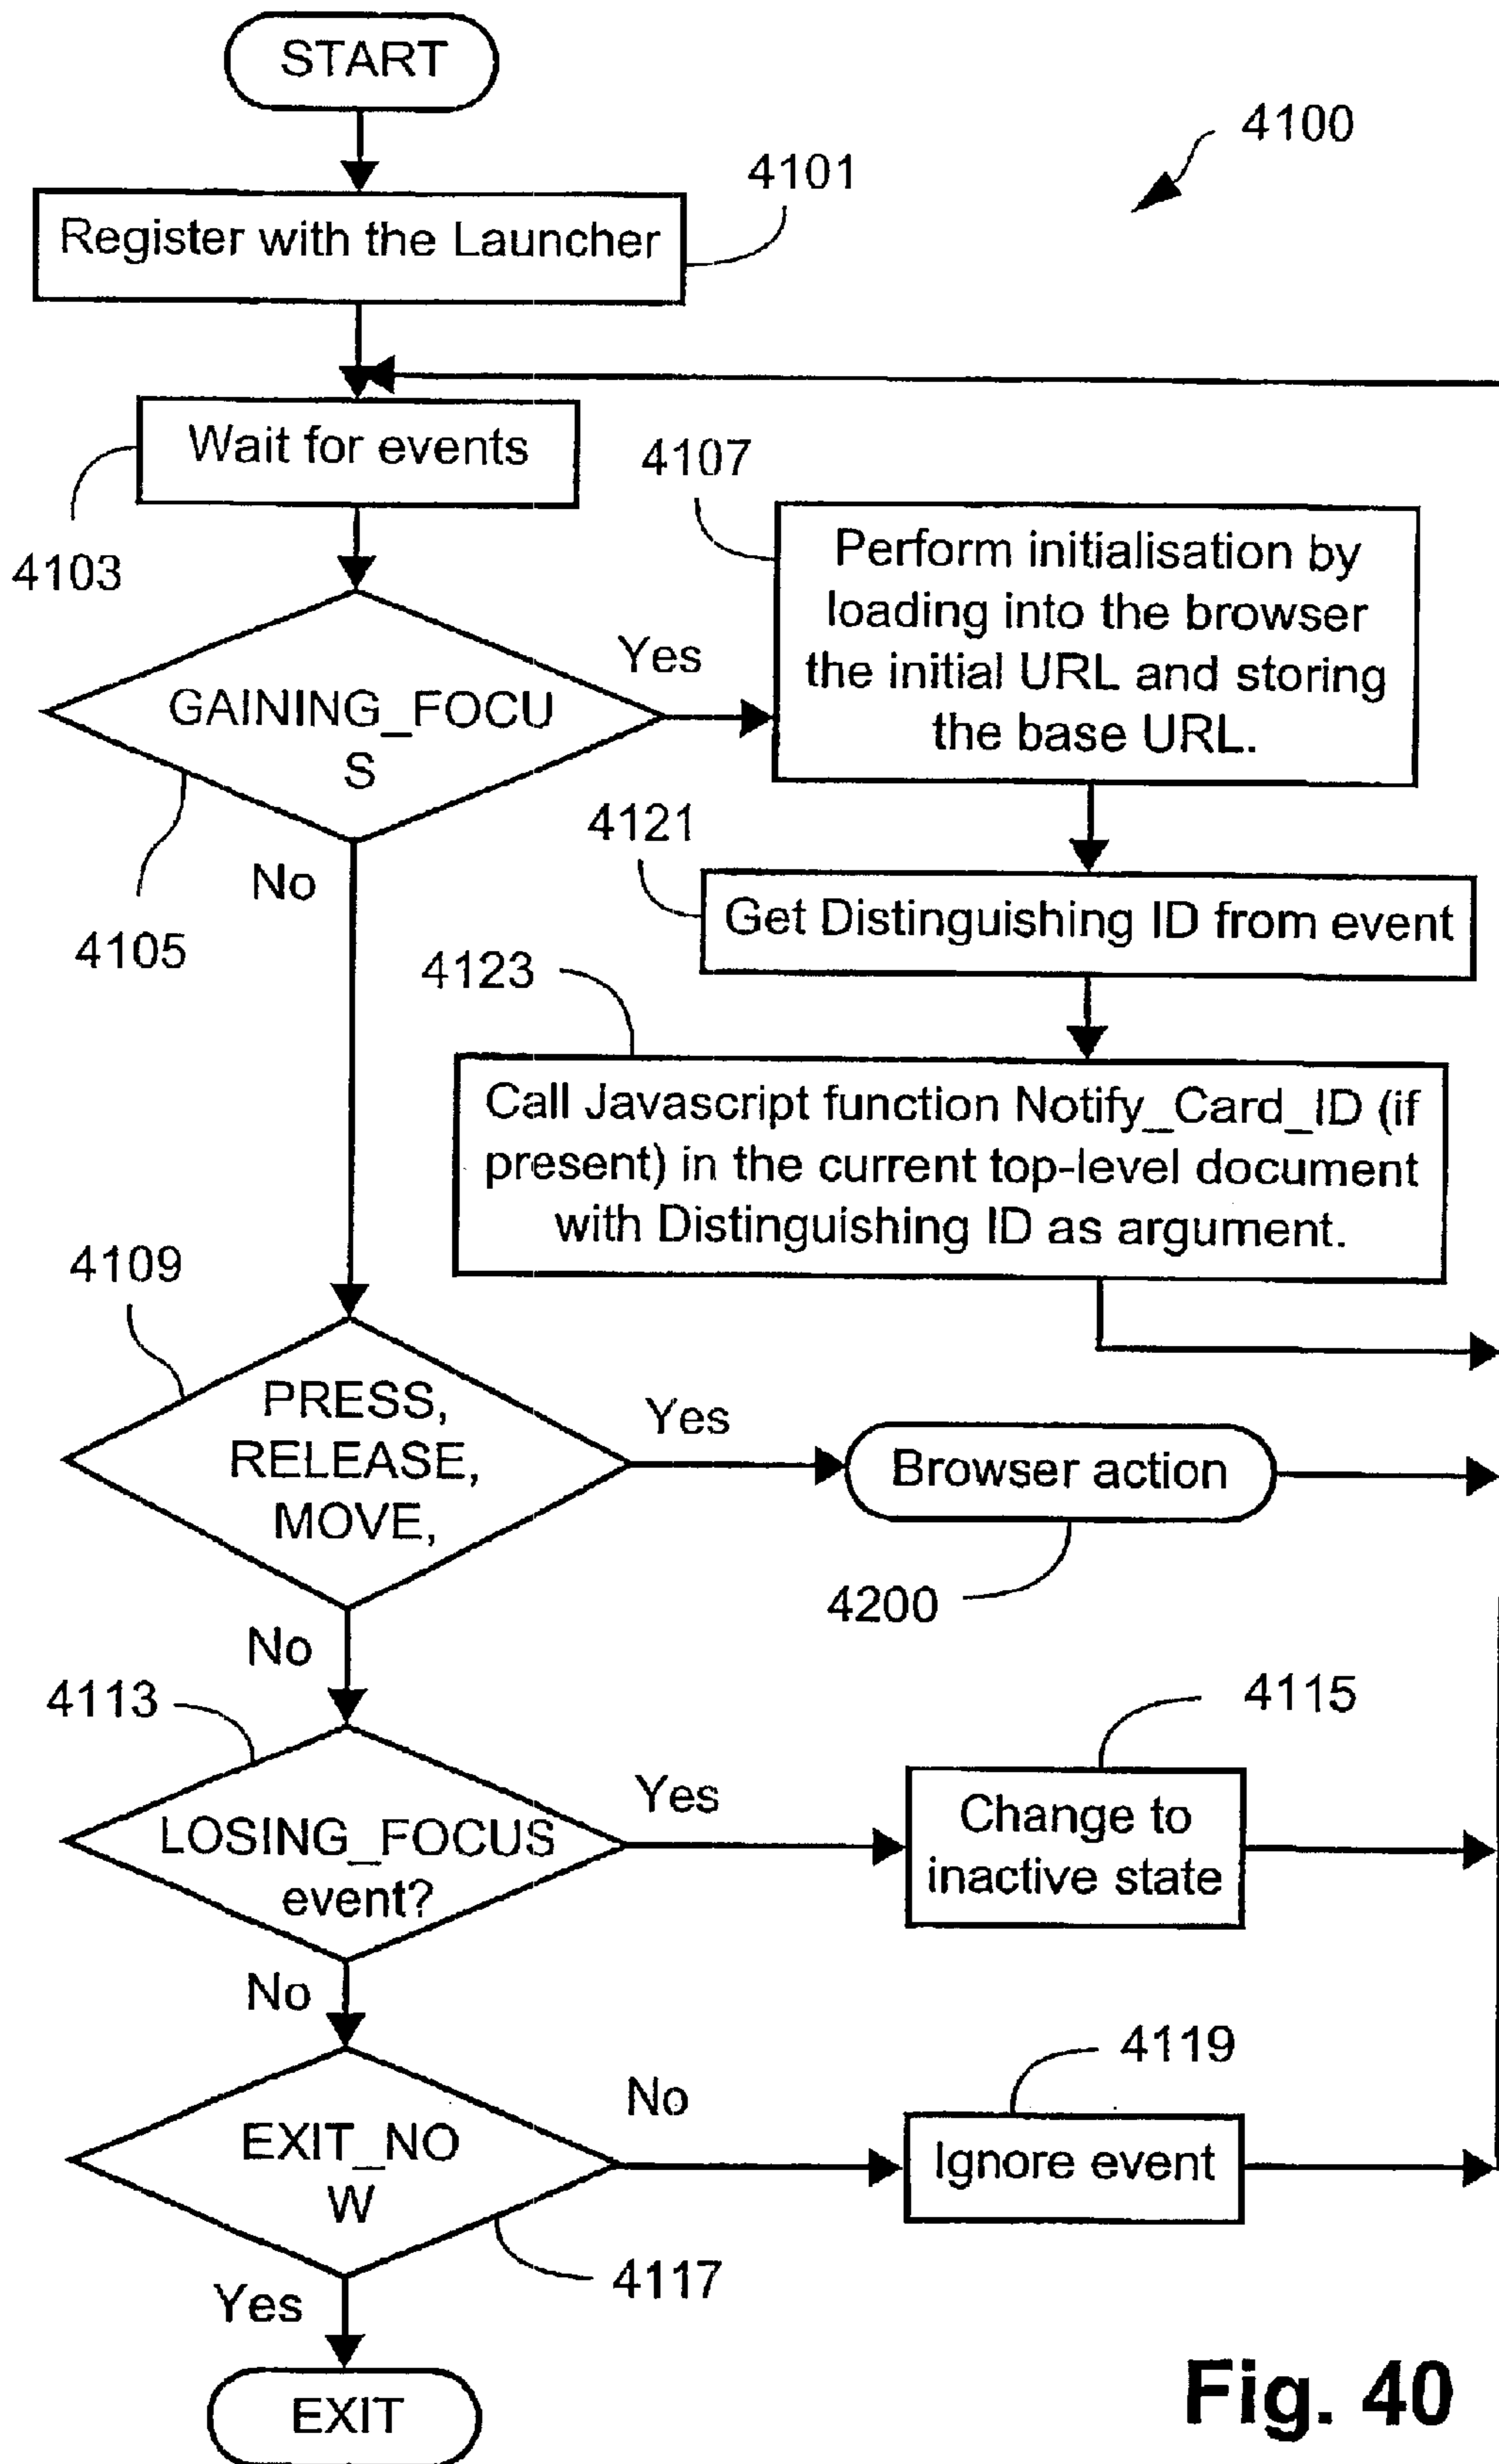 START
4100
4101
Register with the Launcher
Wait for events
4103
4107
Perform initialisation by
loading into the browser
the initial URL and storing
the base URL.
Yes
GAINING_FOCU
S
4105
No
4121
Get Distinguishing ID from event
4123
Call Javascript function Notify_Card_ID (if
present) in the current top-level document
with Distinguishing ID as argument.
4109
PRESS,
RELEASE,
MOVE,
Yes
Browser action
4200
No
4113
LOSING_FOCUS
event?
Yes
4115
Change to
inactive state
No
EXIT_NO
W
No
4119
Ignore event
4117
Yes
EXIT
Fig. 40